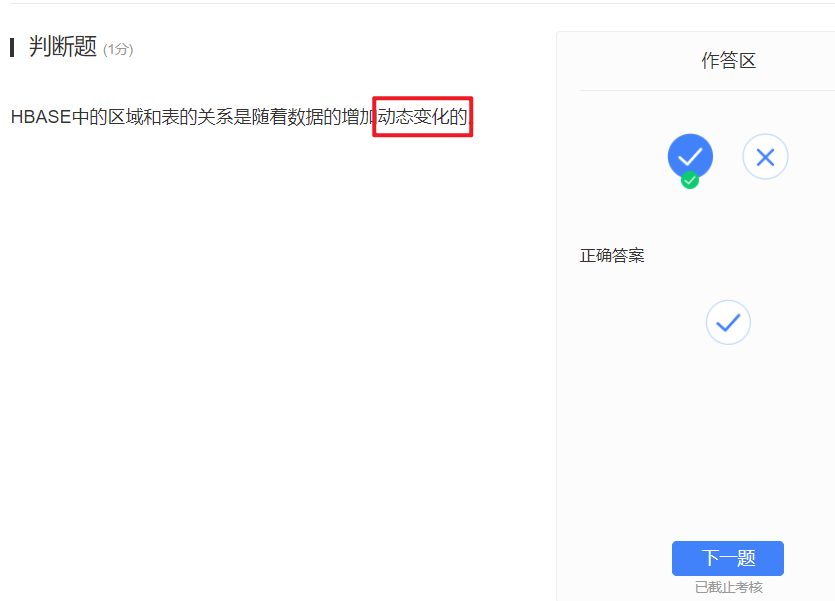 判断题 (1分)
HBASE中的区域和表的关系是随着数据的增加动态变化的
作答区
正确答案
下一题
已截止考核